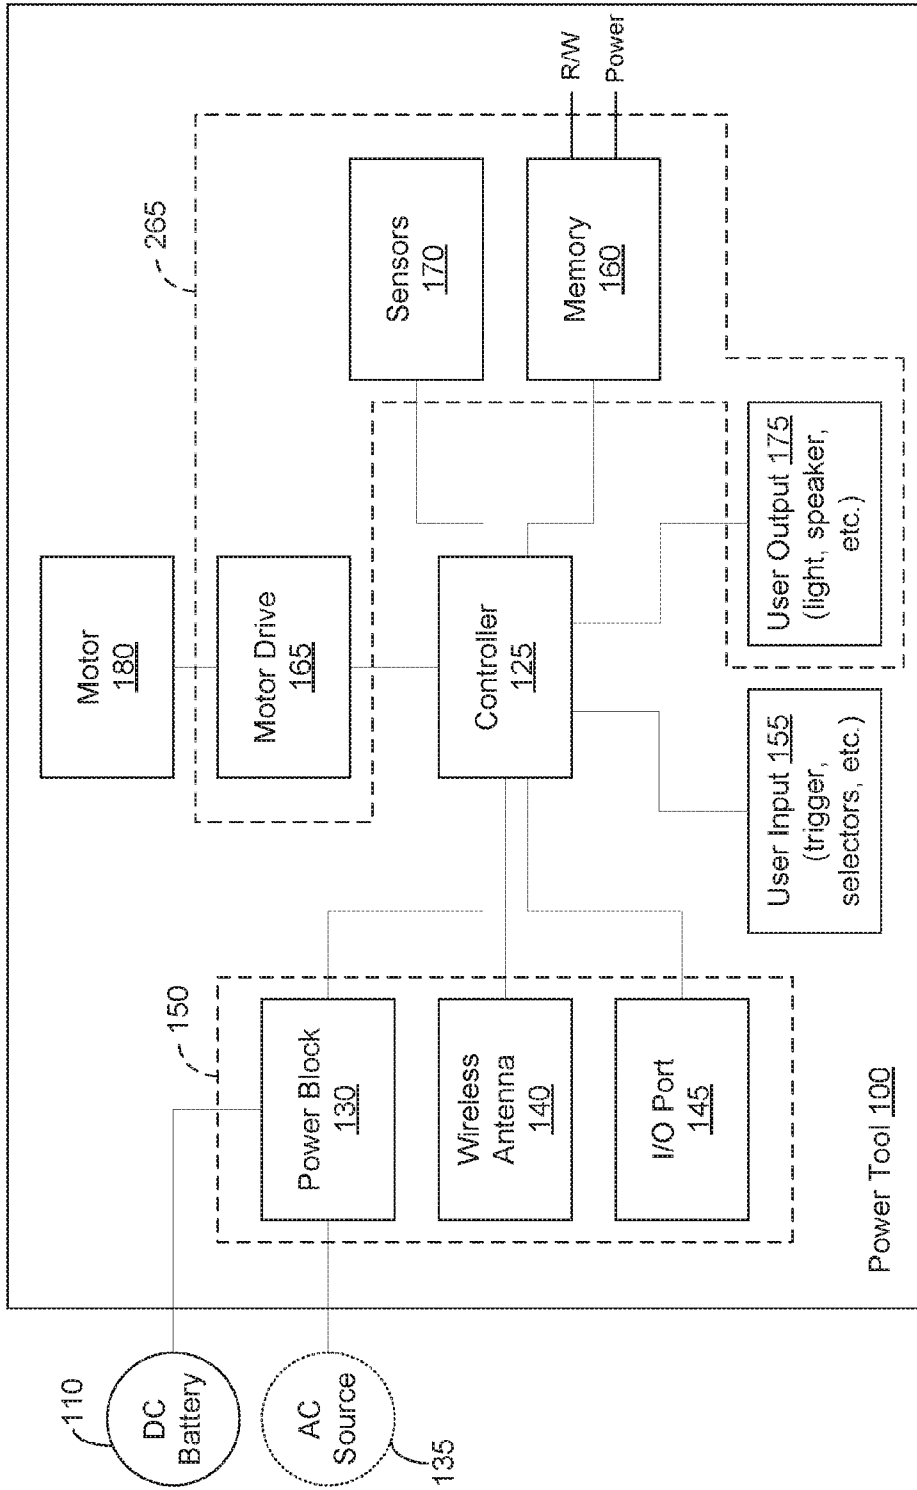 110
DC
Battery
AC
Source
135
150
Power Block
130
Wireless
Antenna
140
I/O Port
145
Power Tool 100
Motor
180
265
Motor Drive
165
Controller
125
Sensors
170
Memory
160
R/W
Power
User Input 155
(trigger,
selectors, etc.)
User Output 175
(light, speaker,
etc.)